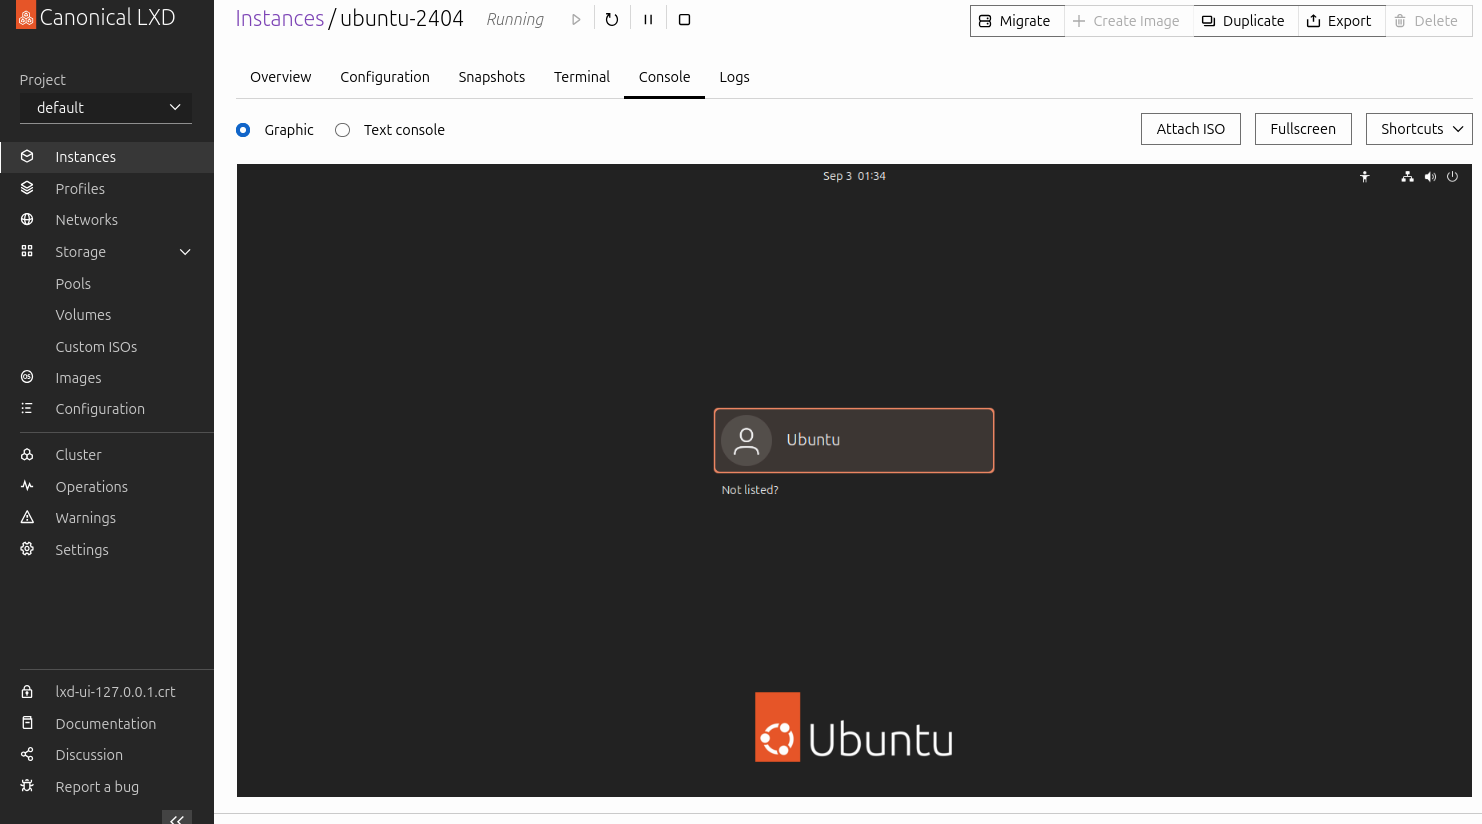 Canonical LXD
Project
default
Instances
Profiles
Networks
Storage
Pools
Volumes
Custom ISOs
Images
Configuration
Cluster
Operations
Warnings
Settings
lxd-ui-127.0.0.1.crt
Documentation
Discussion
Report a bug
Instances / ubuntu-2404 Running
Migrate Create Image Duplicate Export Delete
Overview Configuration Snapshots Terminal Console Logs
Graphic Text console
Attach ISO Fullscreen Shortcuts
Sep 3 01:34
Ubuntu
Not listed?
Ubuntu